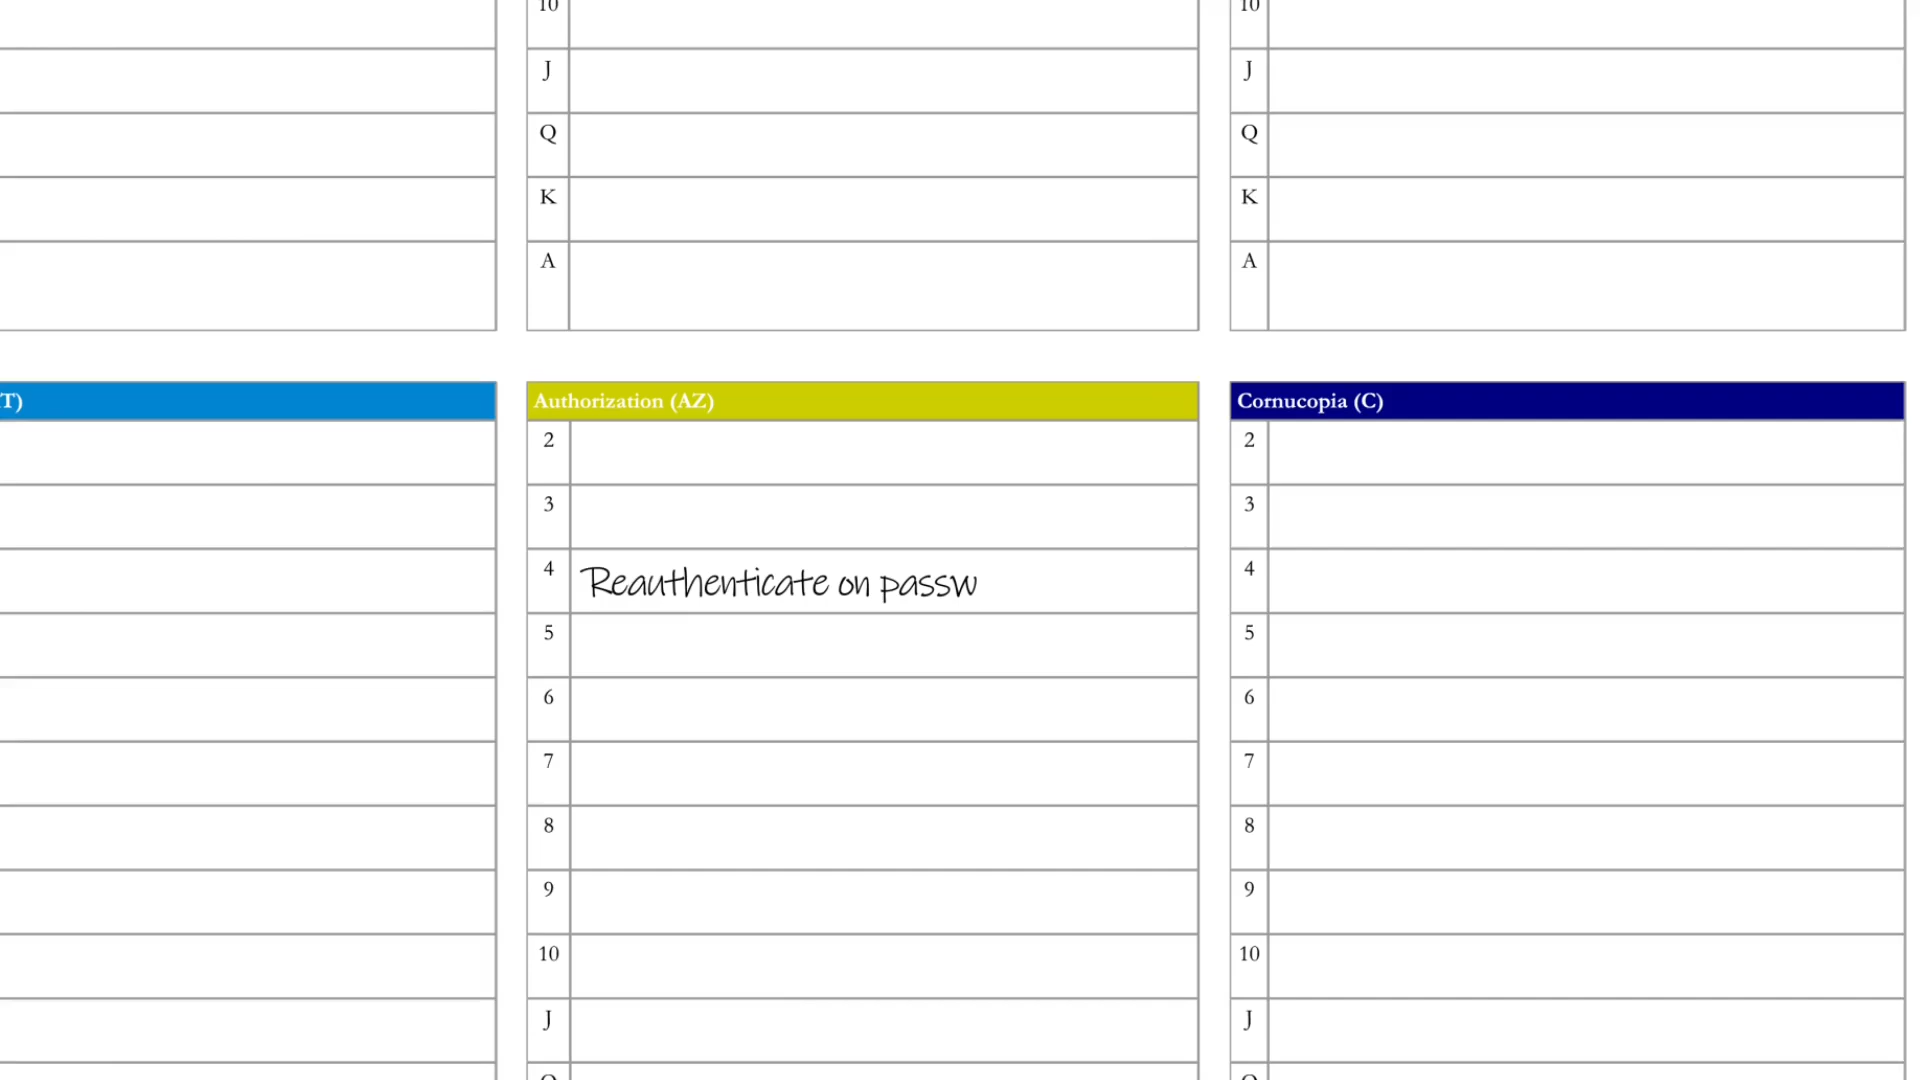 10
J
Q
K
A
10
J
Q
K
A
T)
Authorization (AZ)
2
3
4 Reauthenticate on passw
5
6
7
8
9
10
J
Cornucopia (C)
2
3
4
5
6
7
8
9
10
J